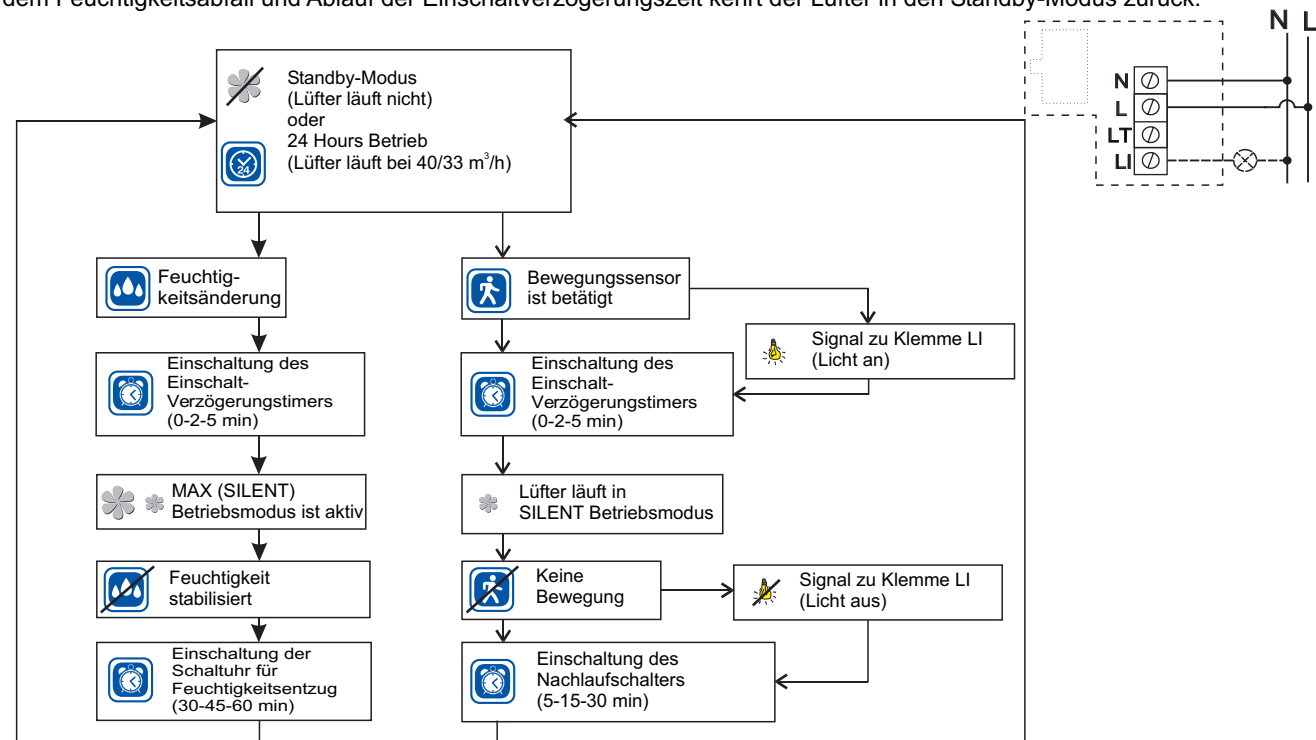 dem Feuchtigkeitsabfall und Ablauf der Einschaltverzögerungszeit kehrt der Lüfter in den Standby-Modus zurück.
N L
Standby-Modus
(Lüfter läuft nicht)
oder
24 Hours Betrieb
(Lüfter läuft bei 40/33 m³/h)
24
N
L
LT
LI
Feuchtig-
keitsänderung
Bewegungssensor
ist betätigt
Signal zu Klemme LI
(Licht an)
Einschaltung des
Einschalt-
Verzögerungstimers
(0-2-5 min)
Einschaltung des
Einschalt-
Verzögerungstimers
(0-2-5 min)
MAX (SILENT)
Betriebsmodus ist aktiv
Lüfter läuft in
SILENT Betriebsmodus
Feuchtigkeit
stabilisiert
Keine
Bewegung
Signal zu Klemme LI
(Licht aus)
Einschaltung der
Schaltuhr für
Feuchtigkeitsentzug
(30-45-60 min)
Einschaltung des
Nachlaufschalters
(5-15-30 min)